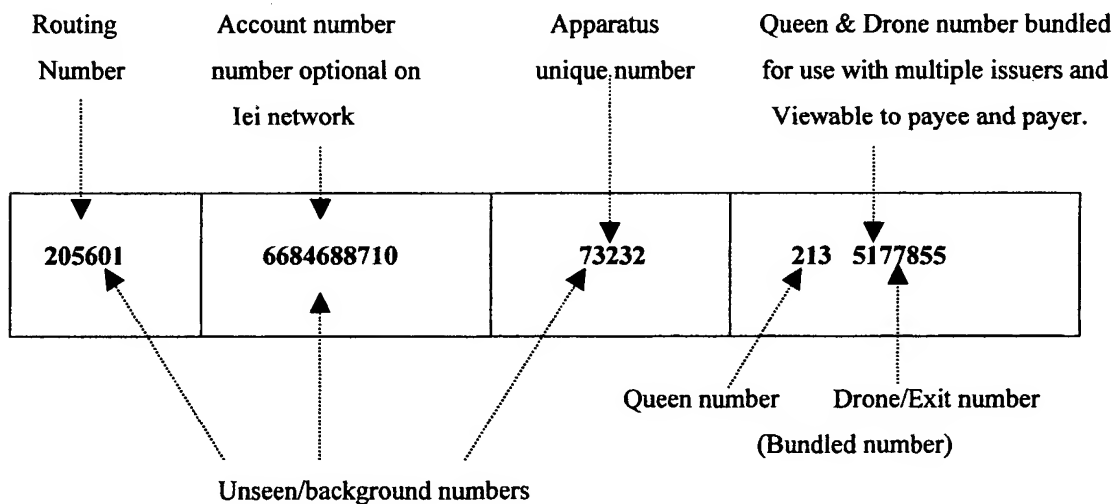 Routing Account number Apparatus Queen & Drone number bundled
Number number optional on unique number for use with multiple issuers and
Iei network Viewable to payee and payer.
205601 6684688710 73232 213 5177855
Queen number Drone/Exit number
(Bundled number)
Unseen/background numbers